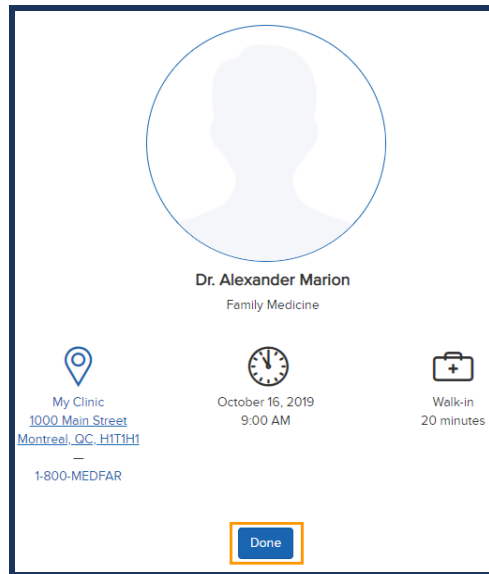 Dr. Alexander Marion
Family Medicine
My Clinic
1000 Main Street
Montreal, QC, H1T1H1
—
1-800-MEDFAR
October 16, 2019
9:00 AM
Walk-in
20 minutes
Done